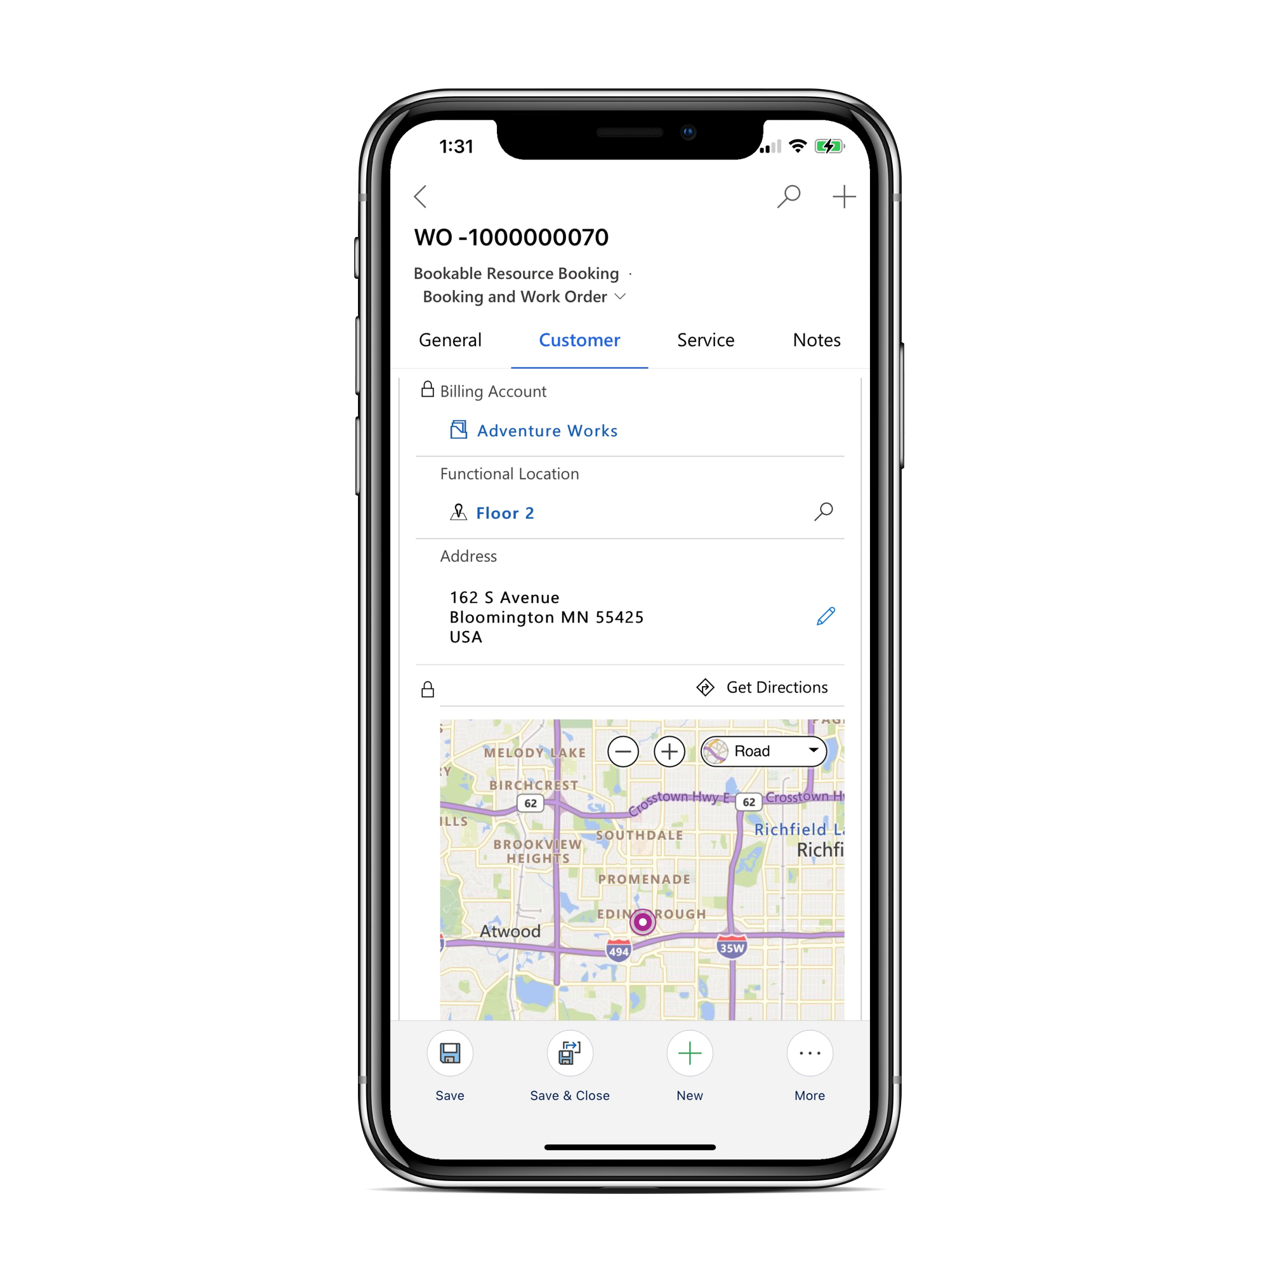 1:31
WO -1000000070
Bookable Resource Booking ·
Booking and Work Order
General Customer Service Notes
Billing Account
Adventure Works
Functional Location
Floor 2
Address
162 S Avenue
Bloomington MN 55425
USA
Get Directions
MELODY LAKE
Road
BIRCHCREST
62
Crosstown Hwy E
62
Crosstown H
ILLS
SOUTHDALE
Richfield L
BROOKVIEW
HEIGHTS
Richfi
PROMENADE
EDIN ROUGH
Atwood
494
35W
Save
Save & Close
New
More